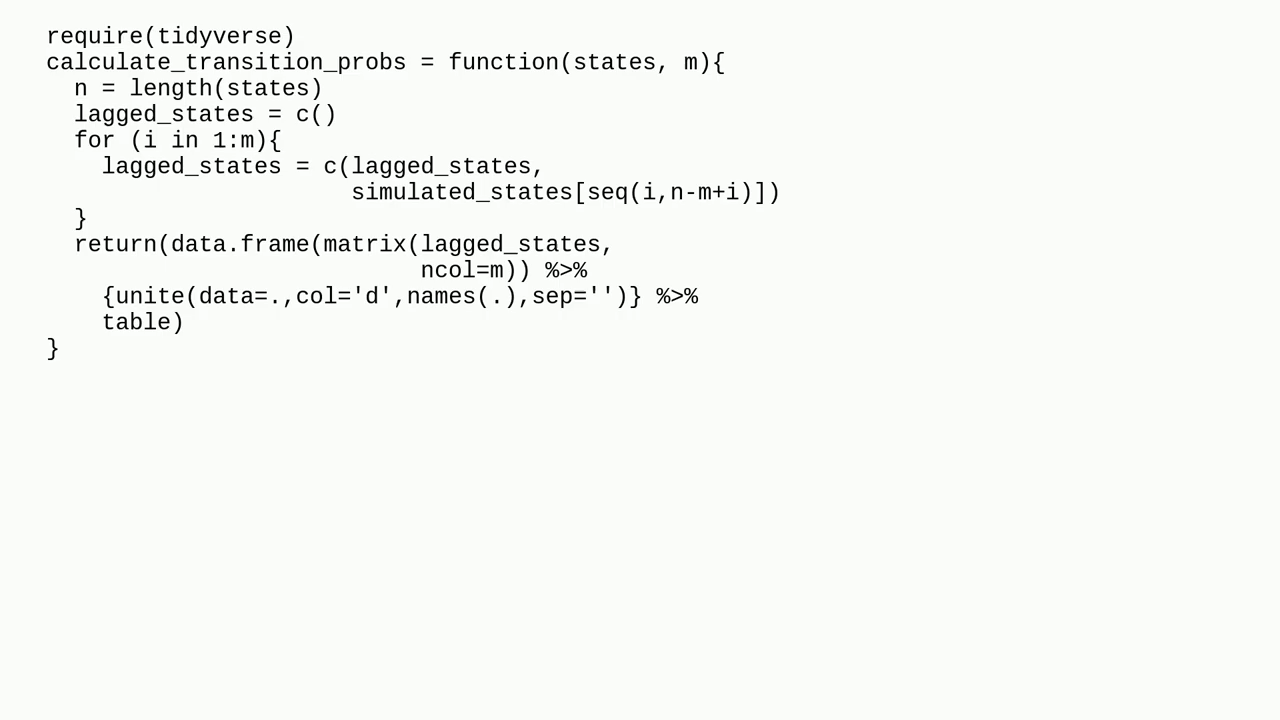 require(tidyverse)
calculate_transition_probs = function(states, m){
  n = length(states)
  lagged_states = c()
  for (i in 1:m){
    lagged_states = c(lagged_states,
                      simulated_states[seq(i,n-m+i)])
  }
  return(data.frame(matrix(lagged_states,
                           ncol=m)) %>%
    {unite(data=.,col='d',names(.),sep='')} %>%
    table)
}